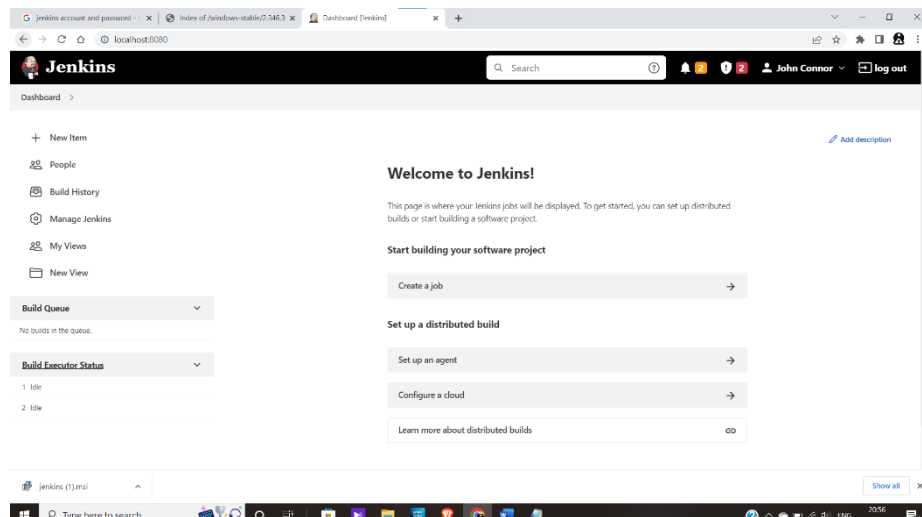 jenkins account and password -
Index of /windows-stable/2.346.3
Dashboard [Jenkins]
localhost:8080
Jenkins
Search
2
2
John Connor
log out
Dashboard
New Item
People
Build History
Manage Jenkins
My Views
New View
Build Queue
No builds in the queue.
Build Executor Status
1 Idle
2 Idle
Add description
Welcome to Jenkins!
This page is where your Jenkins jobs will be displayed. To get started, you can set up distributed
builds or start building a software project.
Start building your software project
Create a job
Set up a distributed build
Set up an agent
Configure a cloud
Learn more about distributed builds
jenkins (1).msi
Show all
Type here to search
ENG
20:56